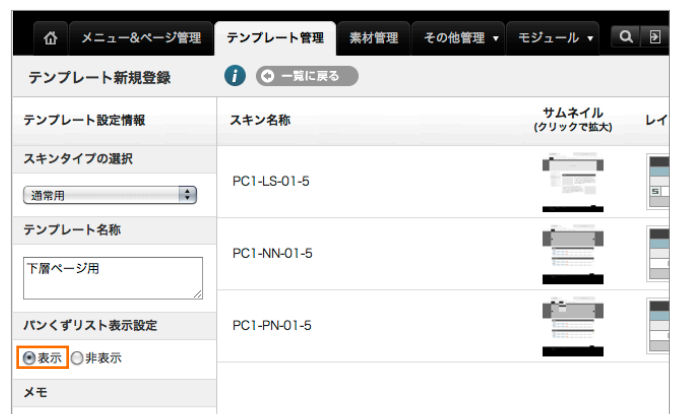 メニュー&ページ管理
テンプレート管理
素材管理
その他管理 ▼
モジュール ▼
テンプレート新規登録
i
一覧に戻る
テンプレート設定情報
スキン名称
サムネイル
(クリックで拡大)
レイ
スキンタイプの選択
通常用
PC1-LS-01-5
S
テンプレート名称
下層ページ用
PC1-NN-01-5
パンくずリスト表示設定
PC1-PN-01-5
表示 非表示
メモ